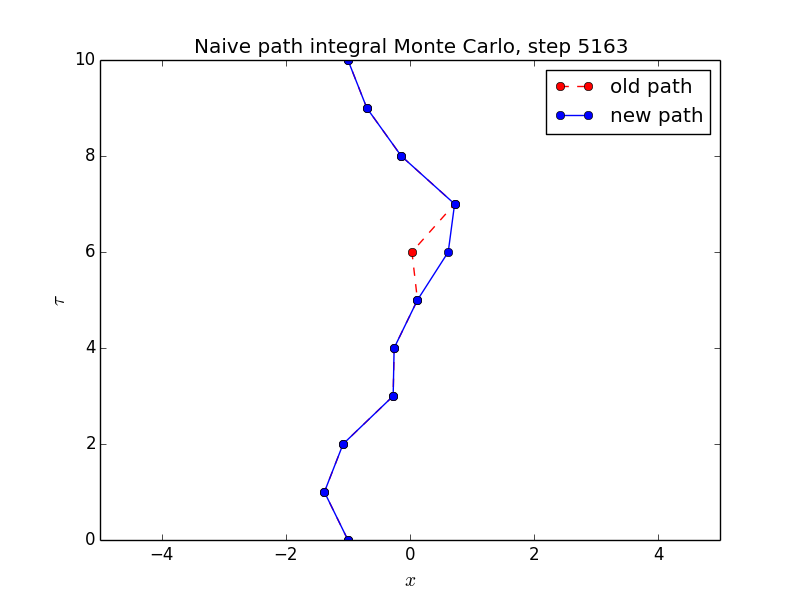 Naive path integral Monte Carlo, step 5163
old path
new path
10
8
6
4
2
0
τ
−4
−2
0
2
4
x